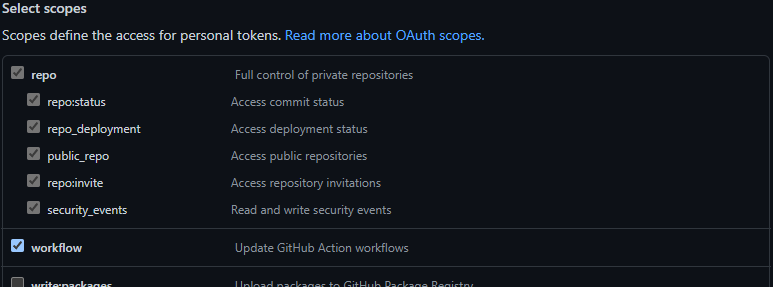 Select scopes
Scopes define the access for personal tokens. Read more about OAuth scopes.
repo Full control of private repositories
repo:status Access commit status
repo_deployment Access deployment status
public_repo Access public repositories
repo:invite Access repository invitations
security_events Read and write security events
workflow Update GitHub Action workflows
write:packages Upload packages to GitHub Package Registry